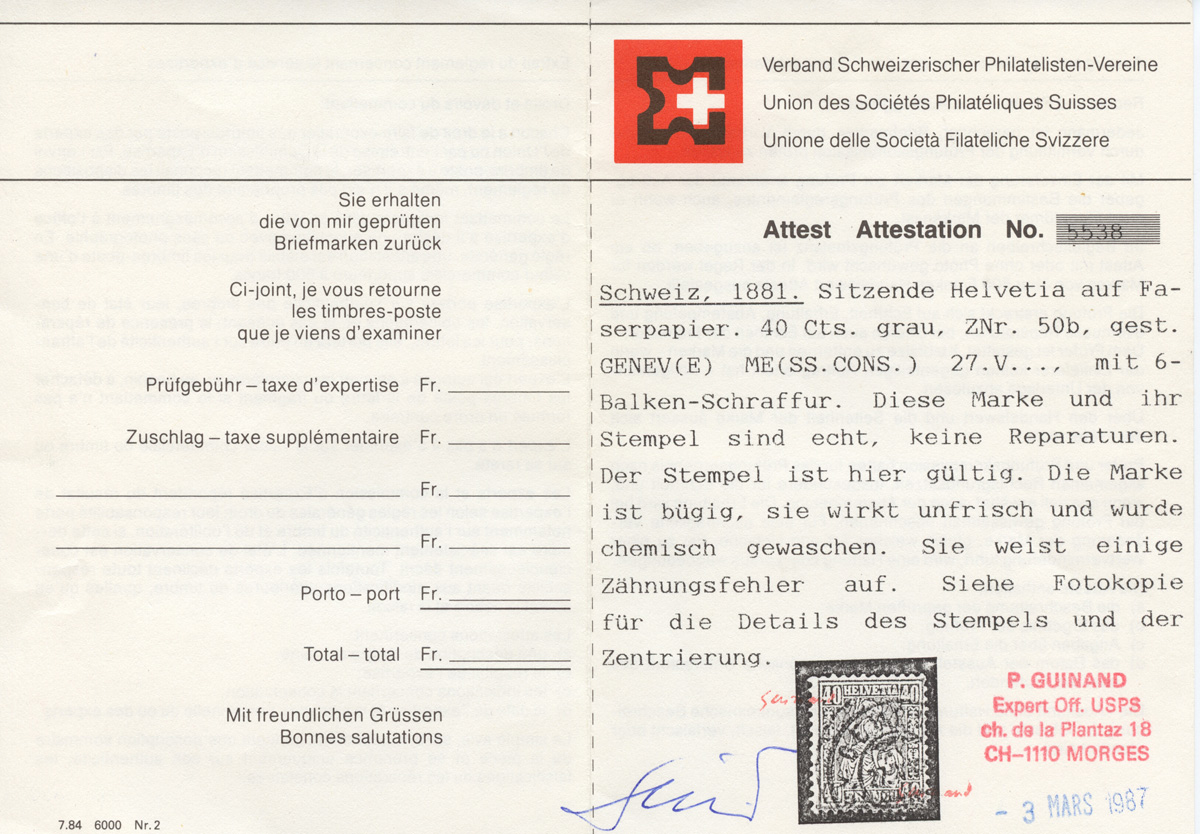 Sie erhalten
die von mir geprüften
Briefmarken zurück
Ci-joint, je vous retourne
les timbres-poste
que je viens d'examiner
Prüfgebühr – taxe d'expertise Fr.
Zuschlag – taxe supplémentaire Fr.
Fr.
Fr.
Porto – port Fr.
Total – total Fr.
Mit freundlichen Grüssen
Bonnes salutations
7.84 6000 Nr. 2
Verband Schweizerischer Philatelisten-Vereine
Union des Sociétés Philatéliques Suisses
Unione delle Società Filateliche Svizzere
Attest Attestation No. 5538
Schweiz, 1881. Sitzende Helvetia auf Fa-
serpapier. 40 Cts. grau, ZNr. 50b, gest.
GENEV(E) ME(SS.CONS.) 27.V..., mit 6-
Balken-Schraffur. Diese Marke und ihr
Stempel sind echt, keine Reparaturen.
Der Stempel ist hier gültig. Die Marke
ist bügig, sie wirkt unfrisch und wurde
chemisch gewaschen. Sie weist einige
Zähnungsfehler auf. Siehe Fotokopie
für die Details des Stempels und der
Zentrierung.
40 HELVETIA 40
P. GUINAND
Expert Off. USPS
ch. de la Plantaz 18
CH–1110 MORGES
- 3 MARS 1987